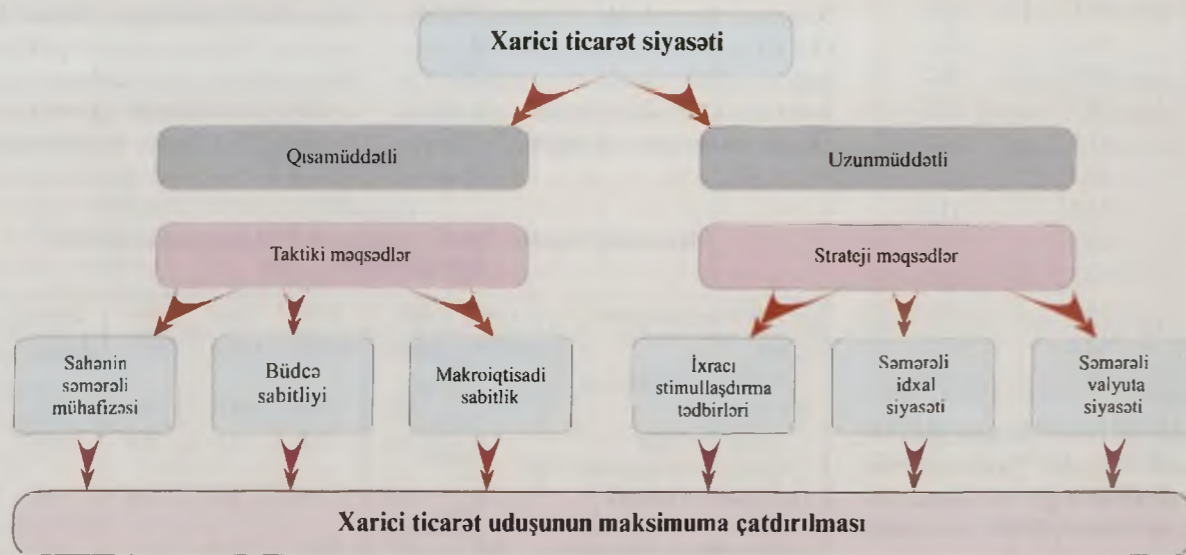 Xarici ticarət siyasəti
Qısamüddətli
Uzunmüddətli
Taktiki məqsədlər
Strateji məqsədlər
Sahənin
səmərəli
mühafizəsi
Büdcə
sabitliyi
Makroiqtisadi
sabitlik
İxracı
stimullaşdırma
tədbirləri
Səmərəli
idxal
siyasəti
Səmərəli
valyuta
siyasəti
Xarici ticarət uduşunun maksimuma çatdırılması